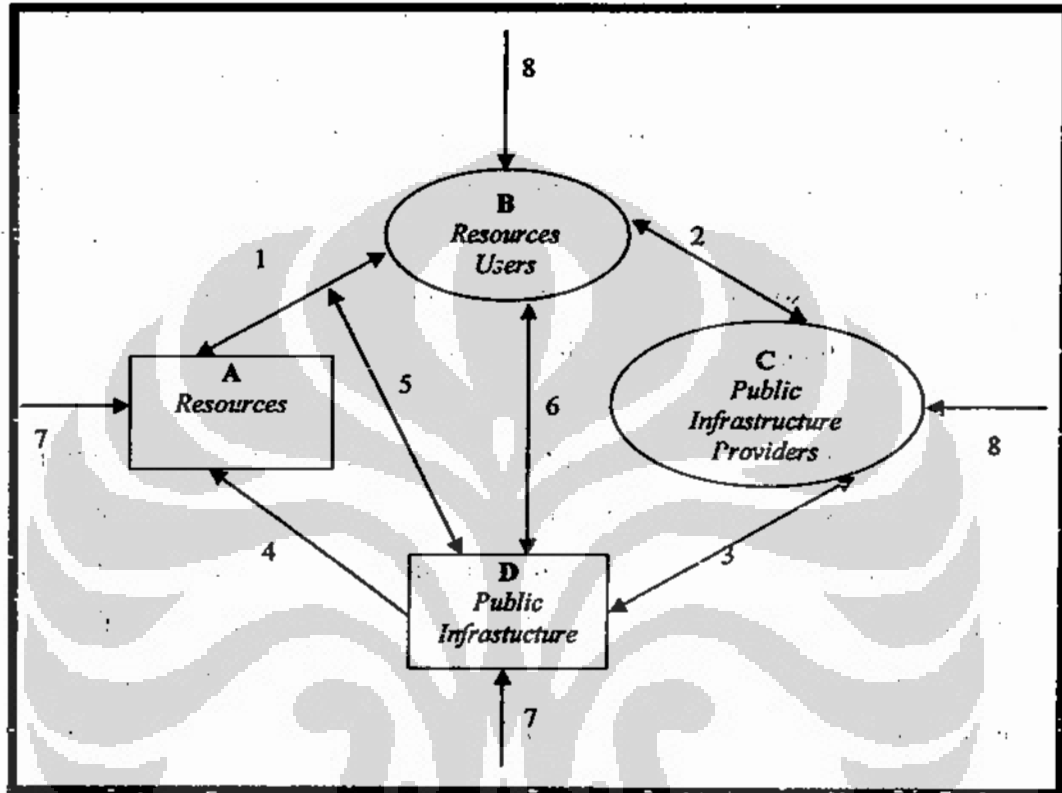 8
B
Resources
Users
1
2
A
Resources
5
6
C
Public
Infrastructure
Providers
7
8
4
3
D
Public
Infrastucture
7